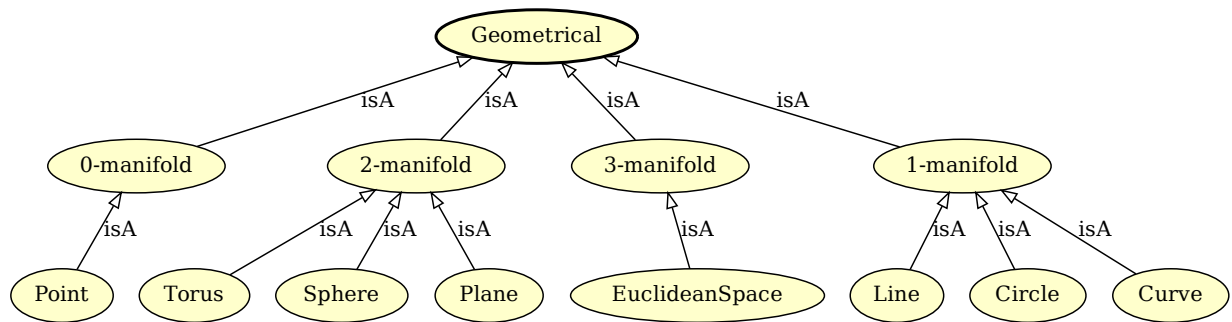 Geometrical
isA isA isA isA
0-manifold 2-manifold 3-manifold 1-manifold
isA isA isA isA isA isA isA isA
Point Torus Sphere Plane EuclideanSpace Line Circle Curve